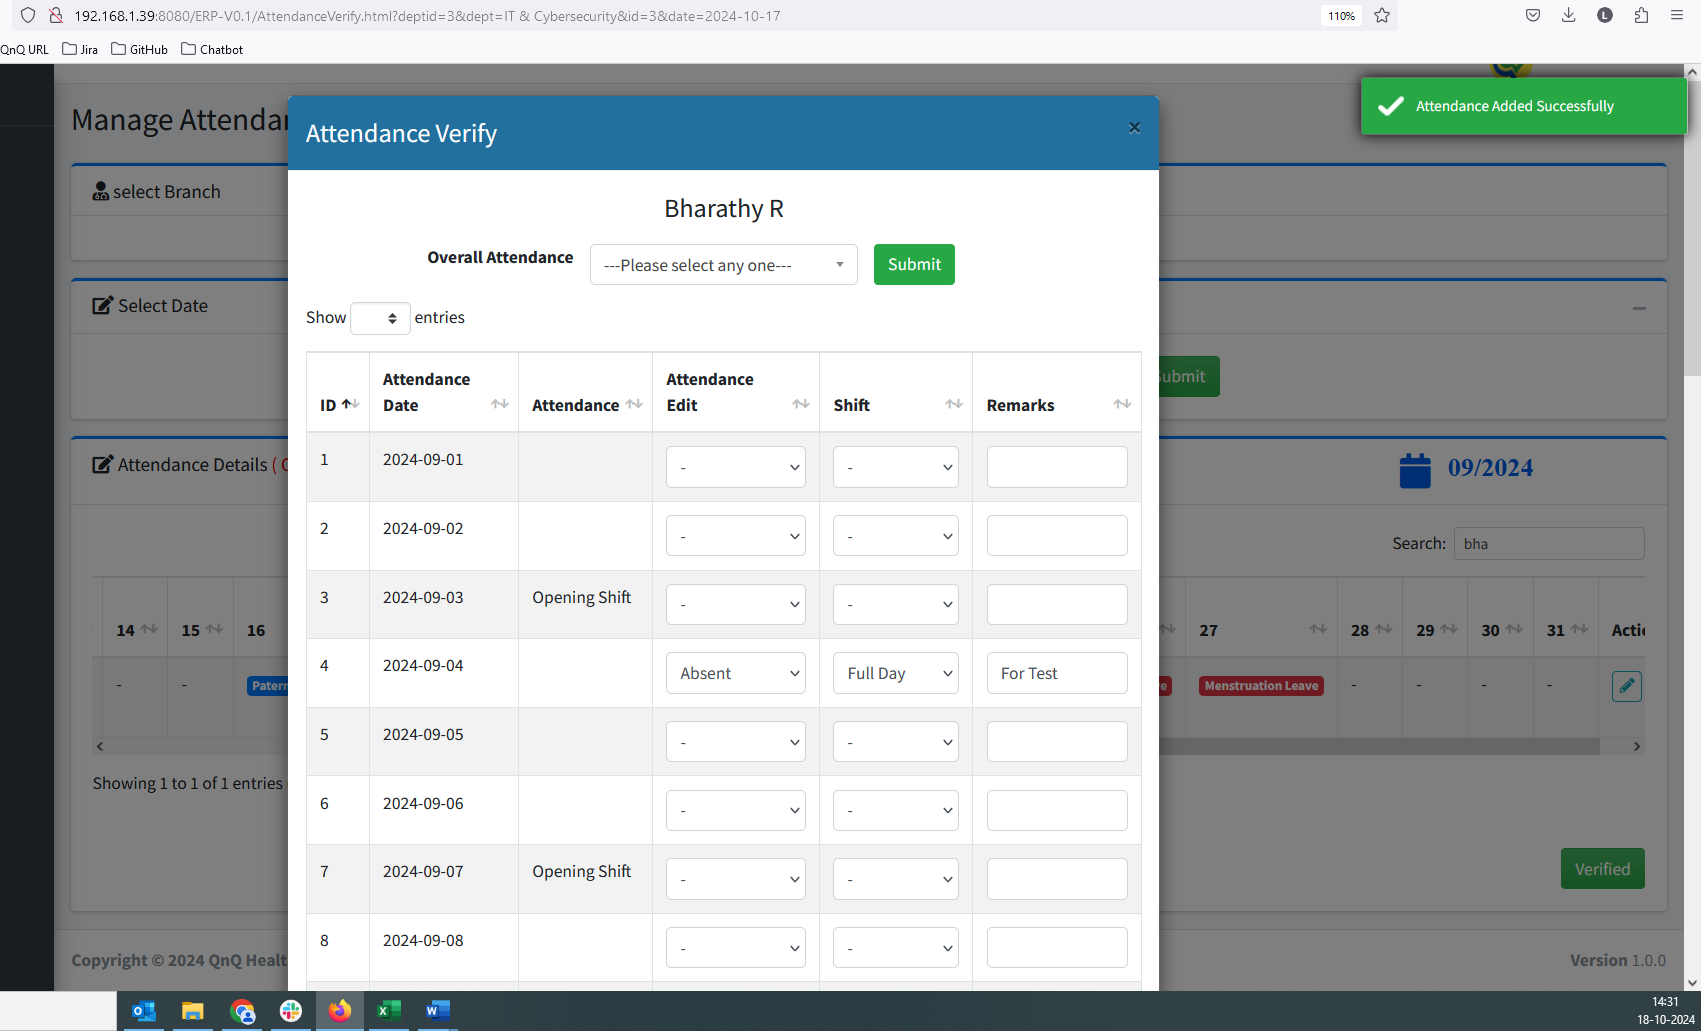 192.168.1.39:8080/ERP-V0.1/AttendanceVerify.html?deptid=3&dept=IT & Cybersecurity&id=3&date=2024-10-17
110%
L
QnQ URL
Jira
GitHub
Chatbot
Attendance Added Successfully
Manage Attendan
Attendance Verify
×
select Branch
Bharathy R
Overall Attendance
---Please select any one---
Submit
Select Date
Show
entries
Submit
ID
Attendance Date
Attendance
Attendance Edit
Shift
Remarks
1
2024-09-01
-
-
2
2024-09-02
-
-
3
2024-09-03
Opening Shift
-
-
4
2024-09-04
Absent
Full Day
For Test
5
2024-09-05
-
-
6
2024-09-06
-
-
7
2024-09-07
Opening Shift
-
-
8
2024-09-08
-
-
Attendance Details (
09/2024
Search:
bha
14
15
16
27
28
29
30
31
Actio
-
-
Patern
e
Menstruation Leave
-
-
-
-
Showing 1 to 1 of 1 entries
Verified
Copyright © 2024 QnQ Healt
Version 1.0.0
14:31
18-10-2024